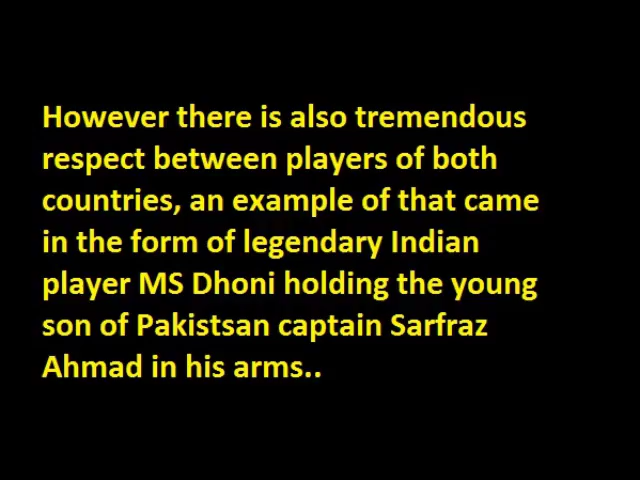 However there is also tremendous
respect between players of both
countries, an example of that came
in the form of legendary Indian
player MS Dhoni holding the young
son of Pakistsan captain Sarfraz
Ahmad in his arms..